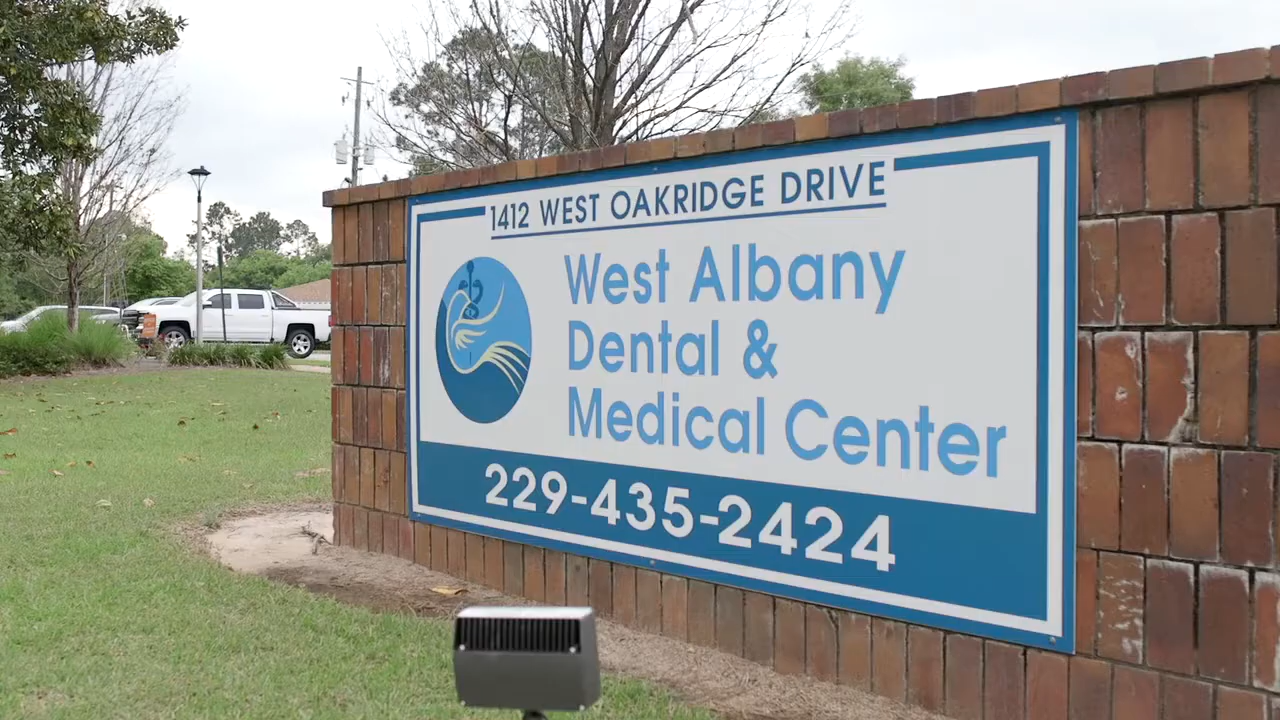 1412 WEST OAKRIDGE DRIVE
West Albany
Dental &
Medical Center
229-435-2424